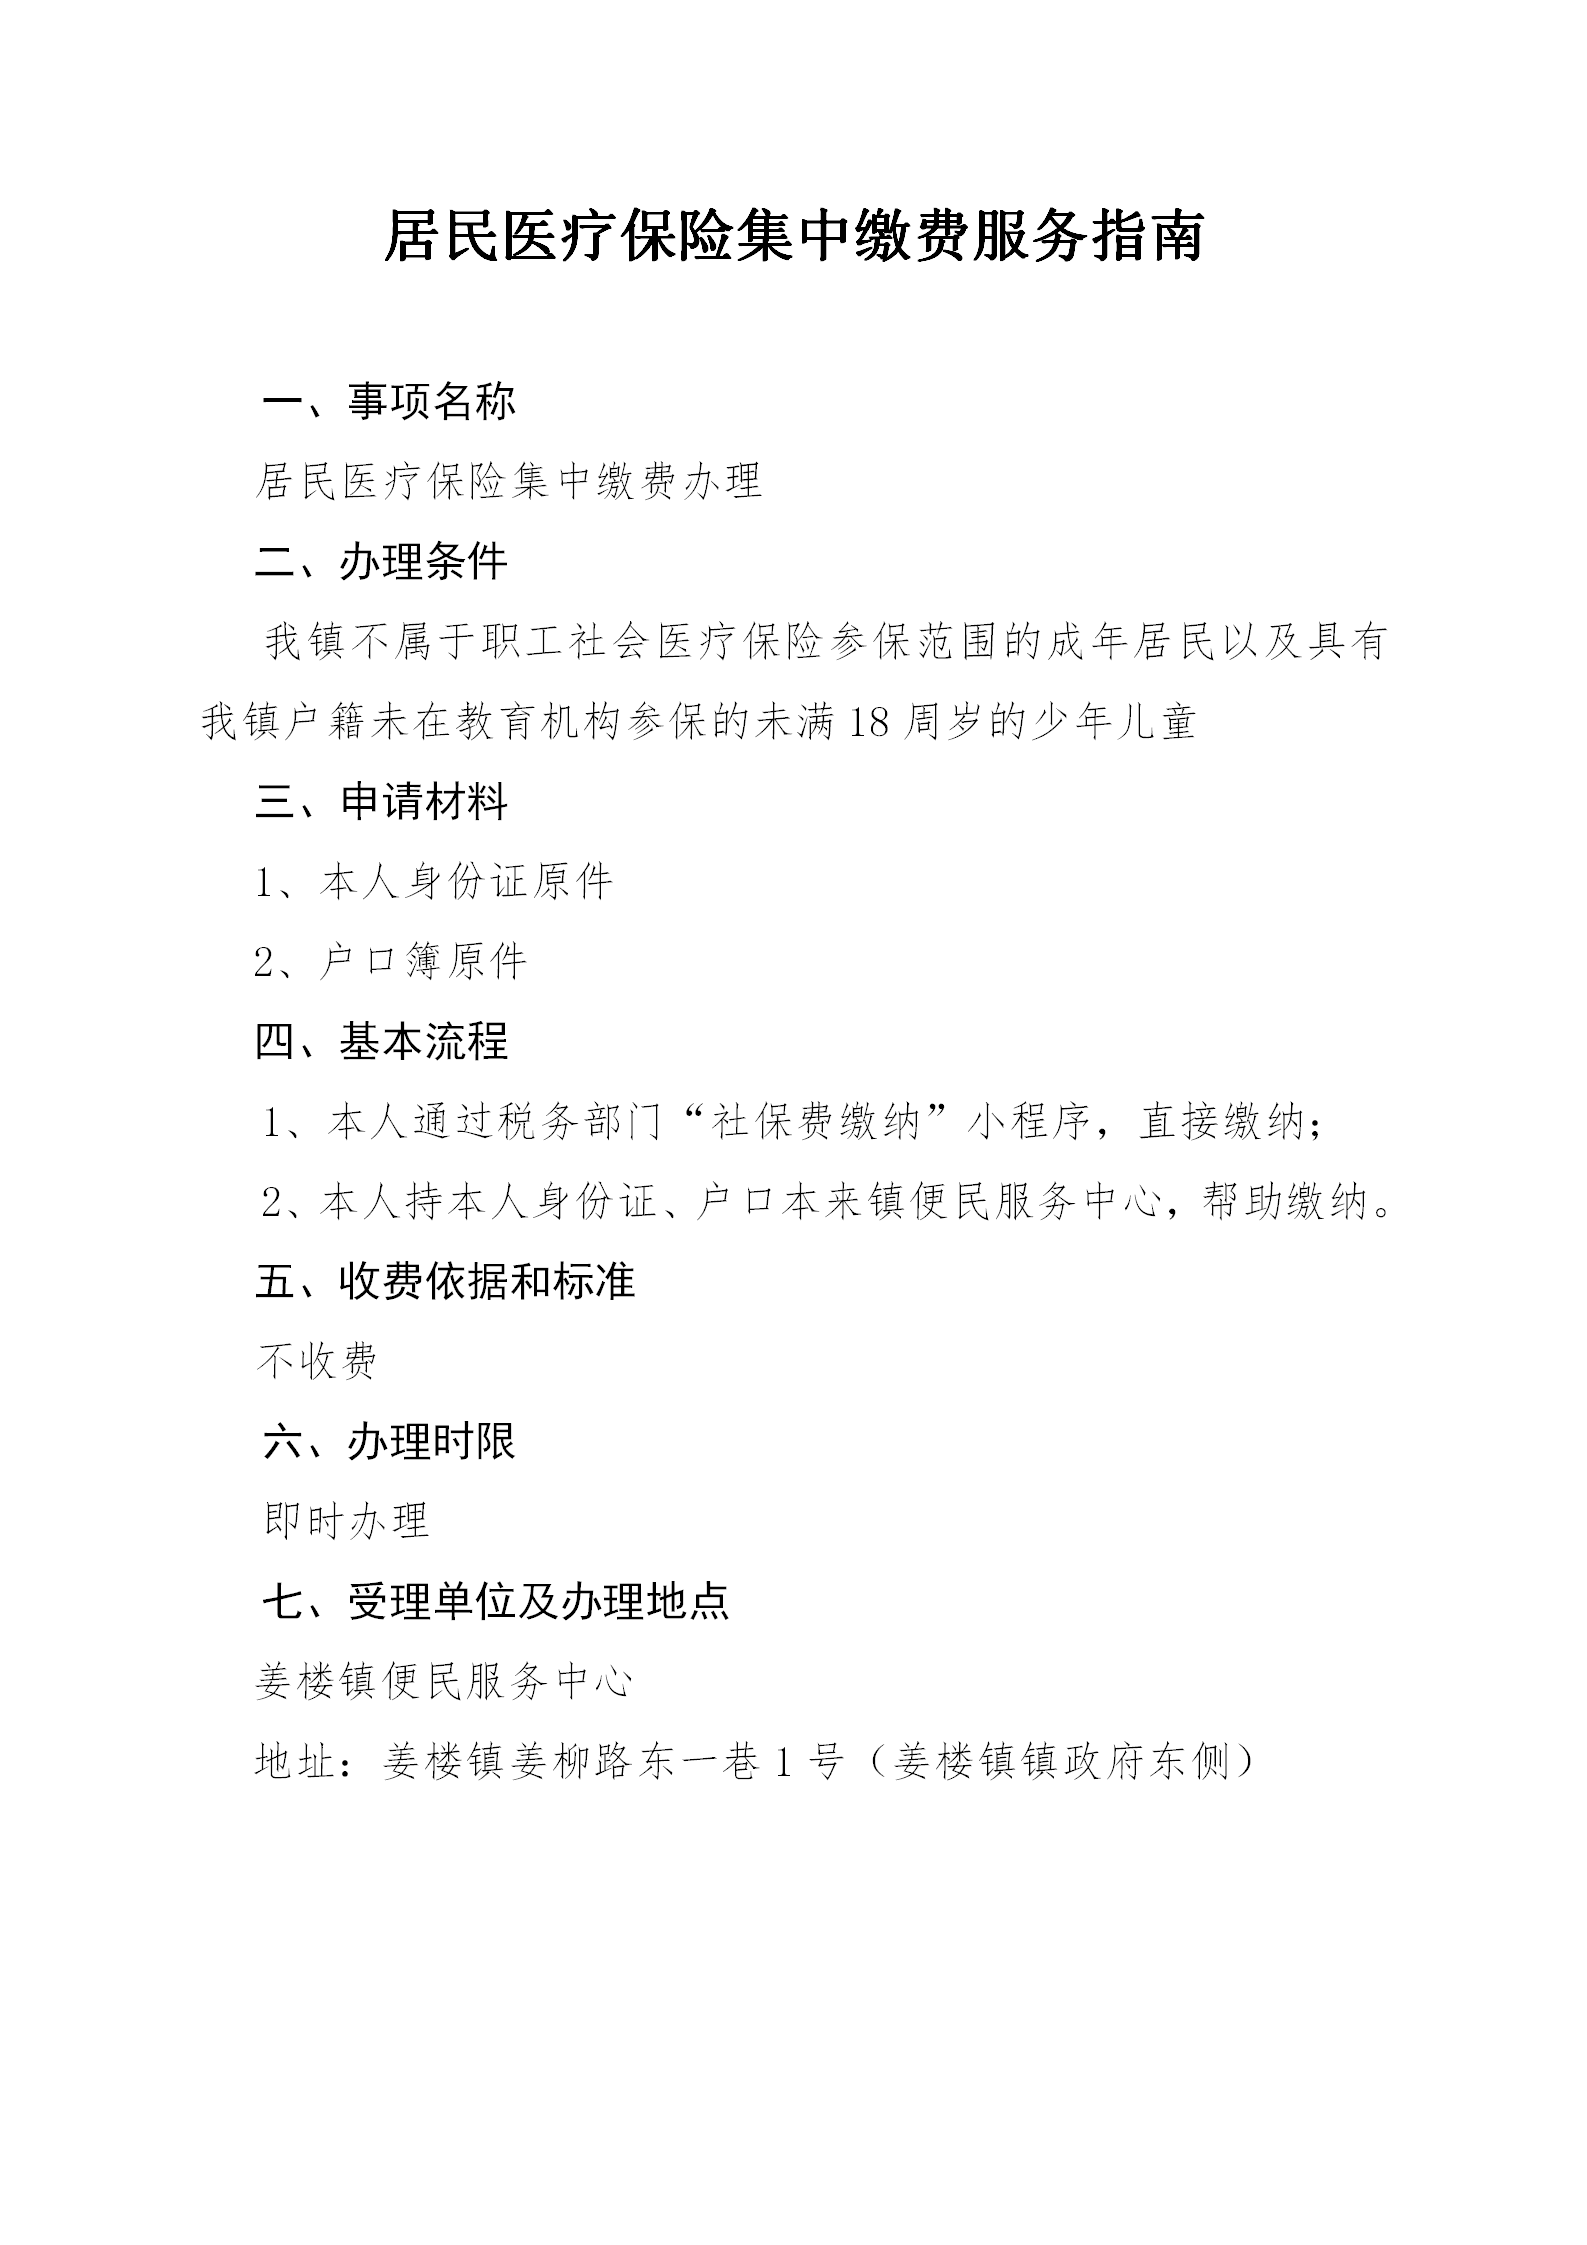 居民医疗保险集中缴费服务指南
一、事项名称
居民医疗保险集中缴费办理
二、办理条件
我镇不属于职工社会医疗保险参保范围的成年居民以及具有
我镇户籍未在教育机构参保的未满 18 周岁的少年儿童
三、申请材料
1、本人身份证原件
2、户口簿原件
四、基本流程
1、本人通过税务部门“社保费缴纳”小程序，直接缴纳；
2、本人持本人身份证、户口本来镇便民服务中心，帮助缴纳。
五、收费依据和标准
不收费
六、办理时限
即时办理
七、受理单位及办理地点
姜楼镇便民服务中心
地址：姜楼镇姜柳路东一巷 1 号（姜楼镇镇政府东侧）